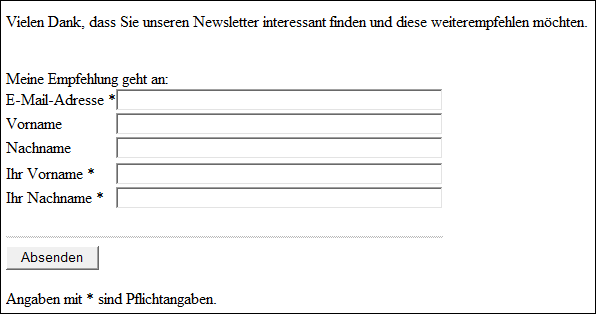 Vielen Dank, dass Sie unseren Newsletter interessant finden und diese weiterempfehlen möchten.
Meine Empfehlung geht an:
E-Mail-Adresse *
Vorname
Nachname
Ihr Vorname *
Ihr Nachname *
Absenden
Angaben mit * sind Pflichtangaben.